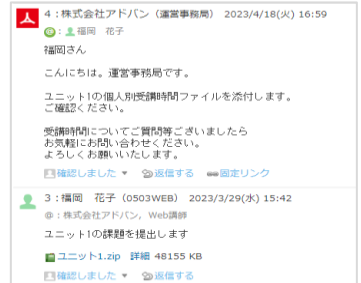 4：株式会社アドバン（運営事務局） 2023/4/18(火) 16:59
@：福岡 花子
福岡さん
こんにちは。運営事務局です。
ユニット1の個人別受講時間ファイルを添付します。
ご確認ください。
受講時間についてご質問等ございましたら
お気軽にお問い合わせください。
よろしくお願いいたします。
確認しました ▼ 返信する 固定リンク
3：福岡 花子（0503WEB） 2023/3/29(水) 15:42
@：株式会社アドバン, Web講師
ユニット1の課題を提出します
ユニット1.zip 詳細 48155 KB
確認しました ▼ 返信する